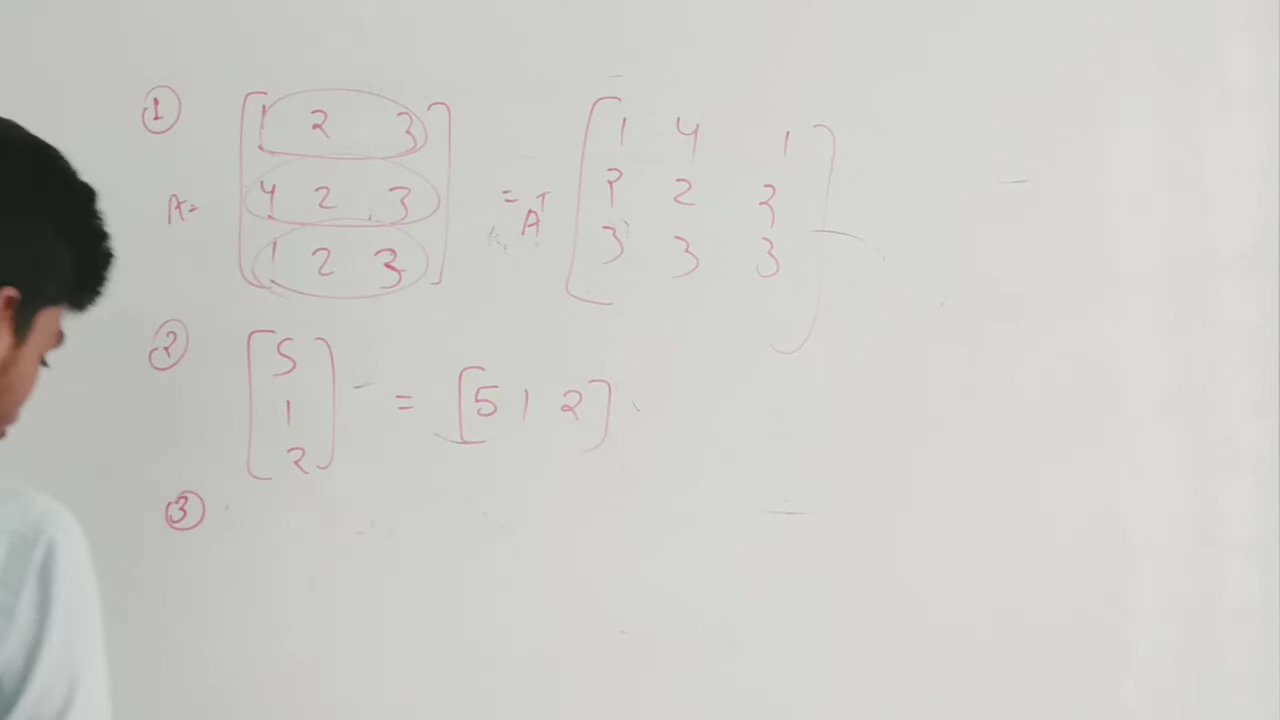 ①
A= [1 2 3 = Aᵀ [1 4 1
4 2 3 2 2 2
1 2 3] 3 3 3]
② [5
1 = [5 1 2]
2]
③